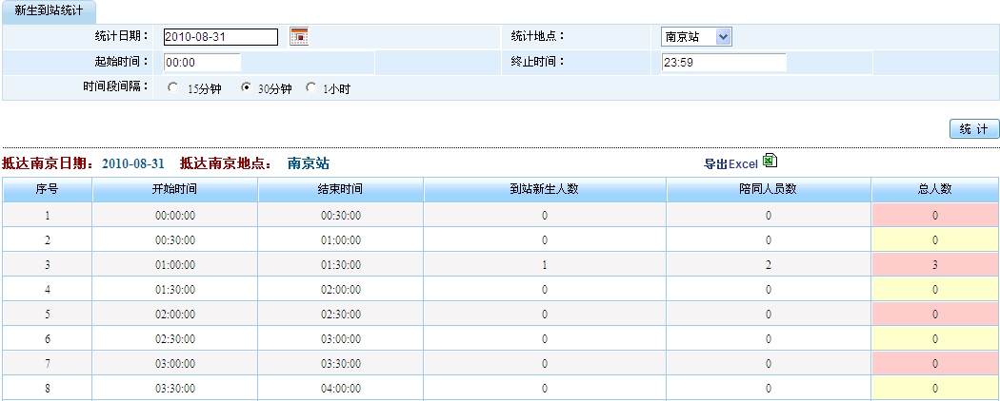 新生到站统计
统计日期： 2010-08-31 统计地点： 南京站
起始时间： 00:00 终止时间： 23:59
时间段间隔： 15分钟 30分钟 1小时
统 计
抵达南京日期：2010-08-31 抵达南京地点： 南京站 导出Excel
序号 开始时间 结束时间 到站新生人数 陪同人员数 总人数
1 00:00:00 00:30:00 0 0 0
2 00:30:00 01:00:00 0 0 0
3 01:00:00 01:30:00 1 2 3
4 01:30:00 02:00:00 0 0 0
5 02:00:00 02:30:00 0 0 0
6 02:30:00 03:00:00 0 0 0
7 03:00:00 03:30:00 0 0 0
8 03:30:00 04:00:00 0 0 0